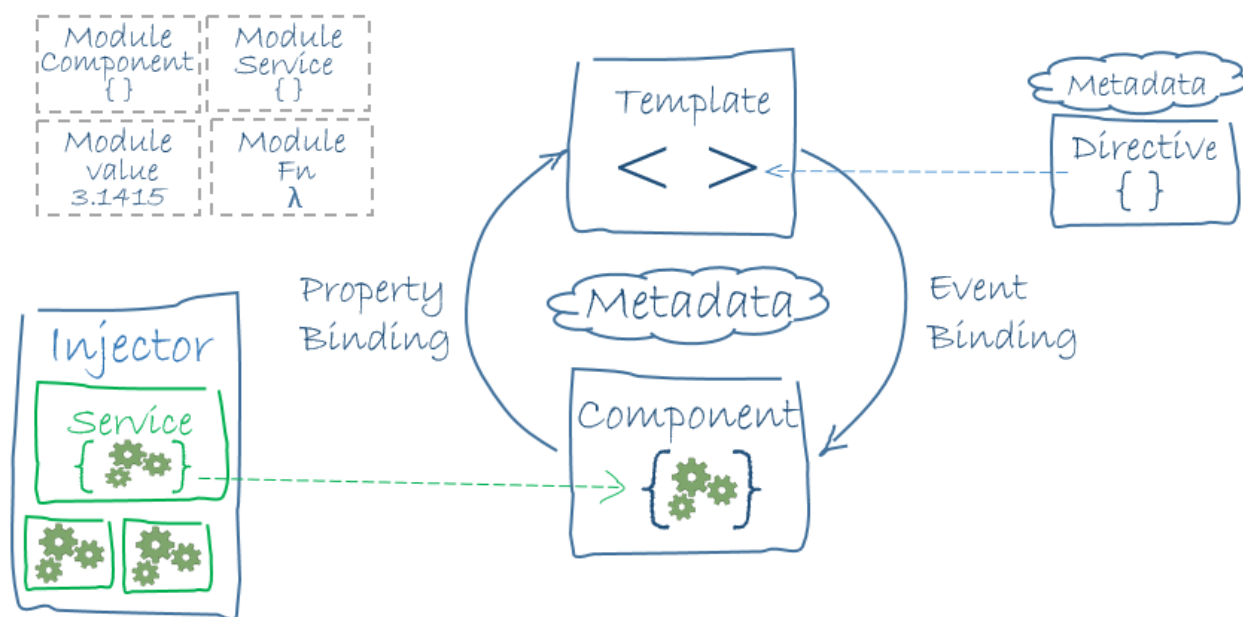 Module
Component
{ }
Module
Service
{ }
Module
value
3.1415
Module
Fn
λ
Template
< >
Metadata
Directive
{ }
Property
Binding
Metadata
Event
Binding
Injector
Service
{ }
Component
{ }